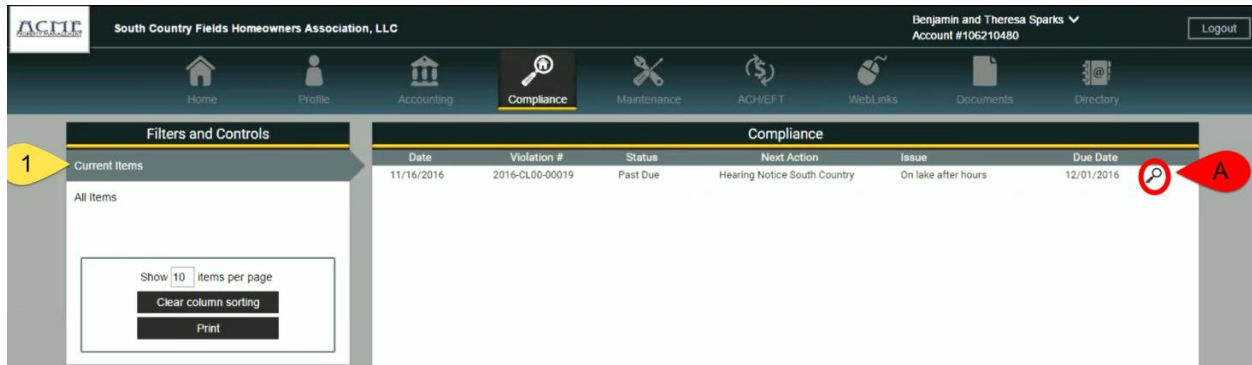 ACME
PROPERTY MANAGEMENT
South Country Fields Homeowners Association, LLC
Benjamin and Theresa Sparks
Account #106210480
Logout
Home
Profile
Accounting
Compliance
Maintenance
ACH/EFT
WebLinks
Documents
Directory
Filters and Controls
1
Current Items
All Items
Show 10 items per page
Clear column sorting
Print
Compliance
Date Violation # Status Next Action Issue Due Date
11/16/2016 2016-CL00-00019 Past Due Hearing Notice South Country On lake after hours 12/01/2016
A